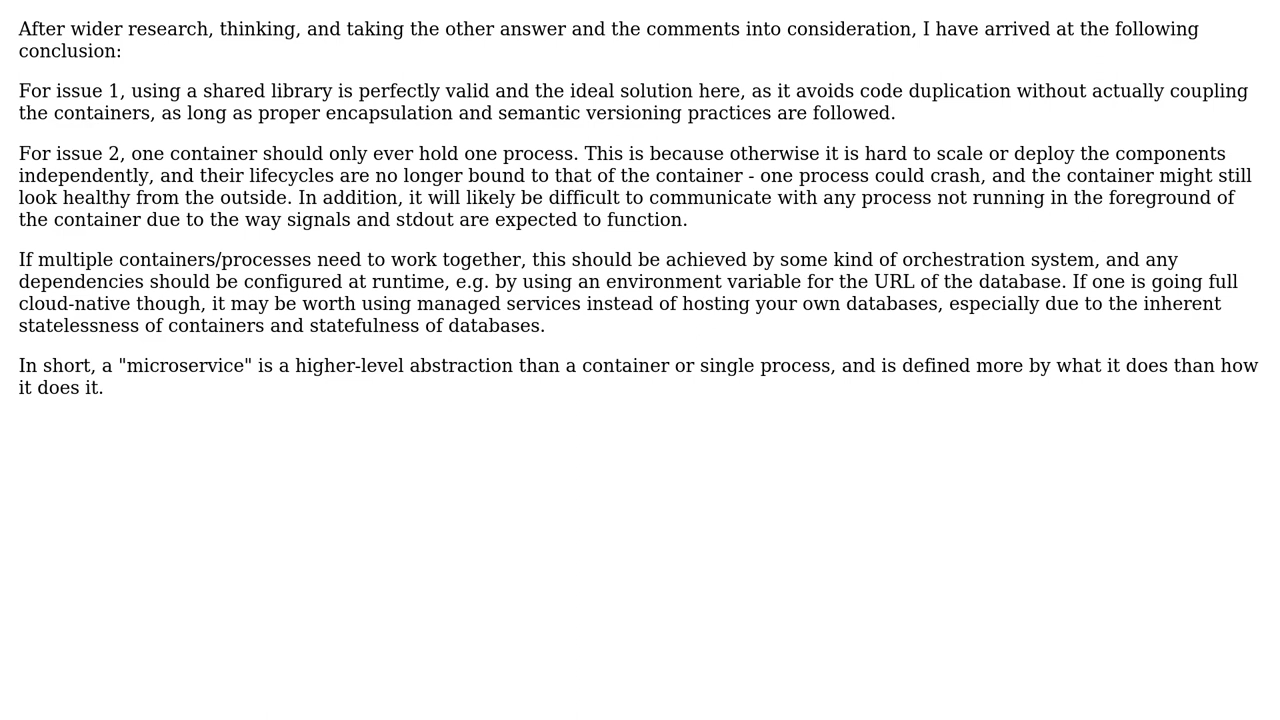 After wider research, thinking, and taking the other answer and the comments into consideration, I have arrived at the following
conclusion:
For issue 1, using a shared library is perfectly valid and the ideal solution here, as it avoids code duplication without actually coupling
the containers, as long as proper encapsulation and semantic versioning practices are followed.
For issue 2, one container should only ever hold one process. This is because otherwise it is hard to scale or deploy the components
independently, and their lifecycles are no longer bound to that of the container - one process could crash, and the container might still
look healthy from the outside. In addition, it will likely be difficult to communicate with any process not running in the foreground of
the container due to the way signals and stdout are expected to function.
If multiple containers/processes need to work together, this should be achieved by some kind of orchestration system, and any
dependencies should be configured at runtime, e.g. by using an environment variable for the URL of the database. If one is going full
cloud-native though, it may be worth using managed services instead of hosting your own databases, especially due to the inherent
statelessness of containers and statefulness of databases.
In short, a "microservice" is a higher-level abstraction than a container or single process, and is defined more by what it does than how
it does it.